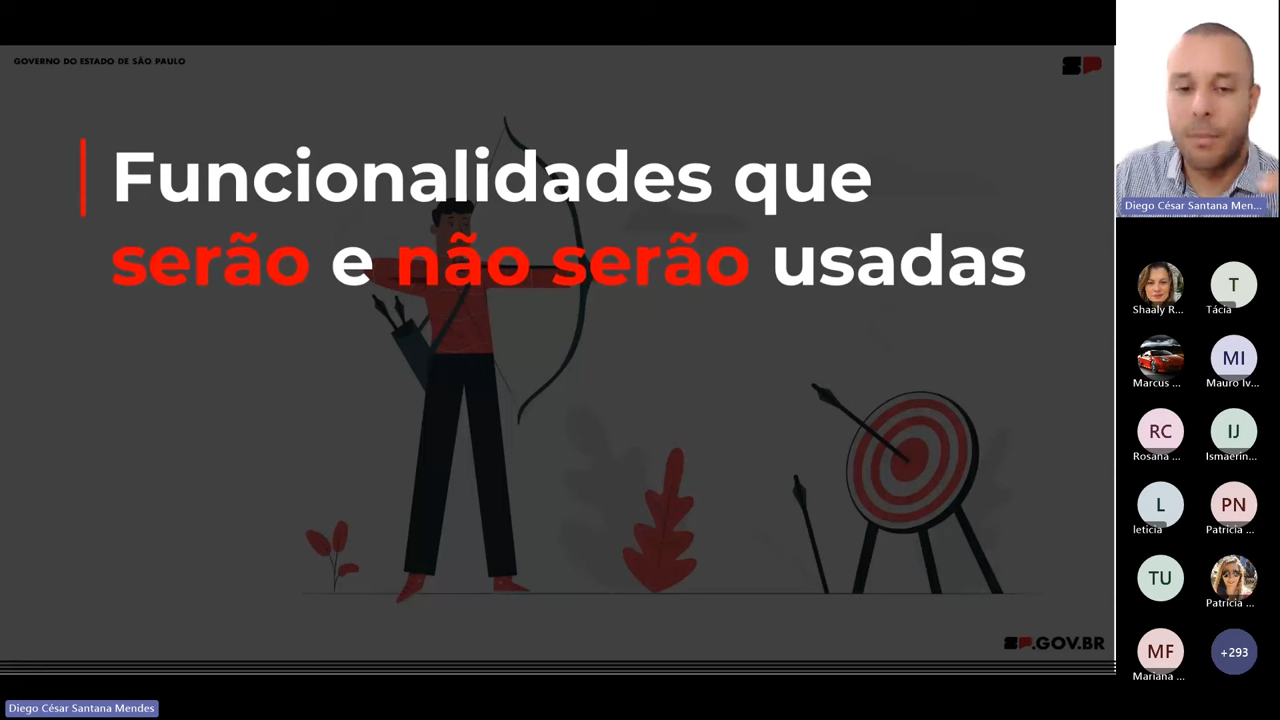 GOVERNO DO ESTADO DE SÃO PAULO
SP
Funcionalidades que
serão e não serão usadas
SP.GOV.BR
Diego César Santana Men...
Shaaly R...
T
Tácia
Marcus ...
MI
Mauro Iv...
RC
Rosana ...
IJ
Ismaerin...
L
leticia
PN
Patricia ...
TU
Patrícia ...
MF
Mariana ...
+293
Diego César Santana Mendes